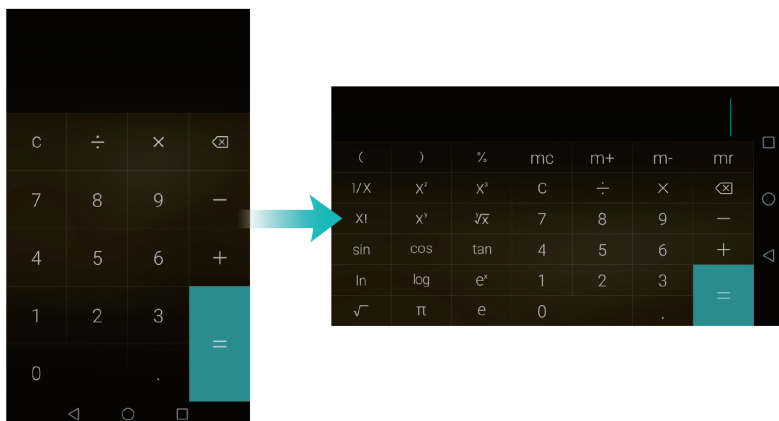 C ÷ × ⌫
7 8 9 −
4 5 6 +
1 2 3
0 . =
( ) % mc m+ m- mr
1/X X² X³ C ÷ × ⌫
X! Xʸ ʸ√x 7 8 9 −
sin cos tan 4 5 6 +
ln log eˣ 1 2 3
√ π e 0 . =